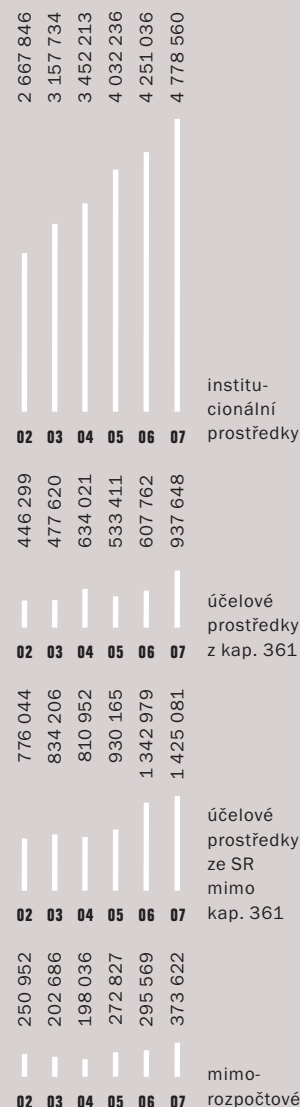 2 667 846
3 157 734
3 452 213
4 032 236
4 251 036
4 778 560
institu-
cionální
prostředky
02 03 04 05 06 07
446 299
477 620
634 021
533 411
607 762
937 648
účelové
prostředky
z kap. 361
02 03 04 05 06 07
776 044
834 206
810 952
930 165
1 342 979
1 425 081
účelové
prostředky
ze SR
mimo
kap. 361
02 03 04 05 06 07
250 952
202 686
198 036
272 827
295 569
373 622
mimo-
rozpočtové
02 03 04 05 06 07